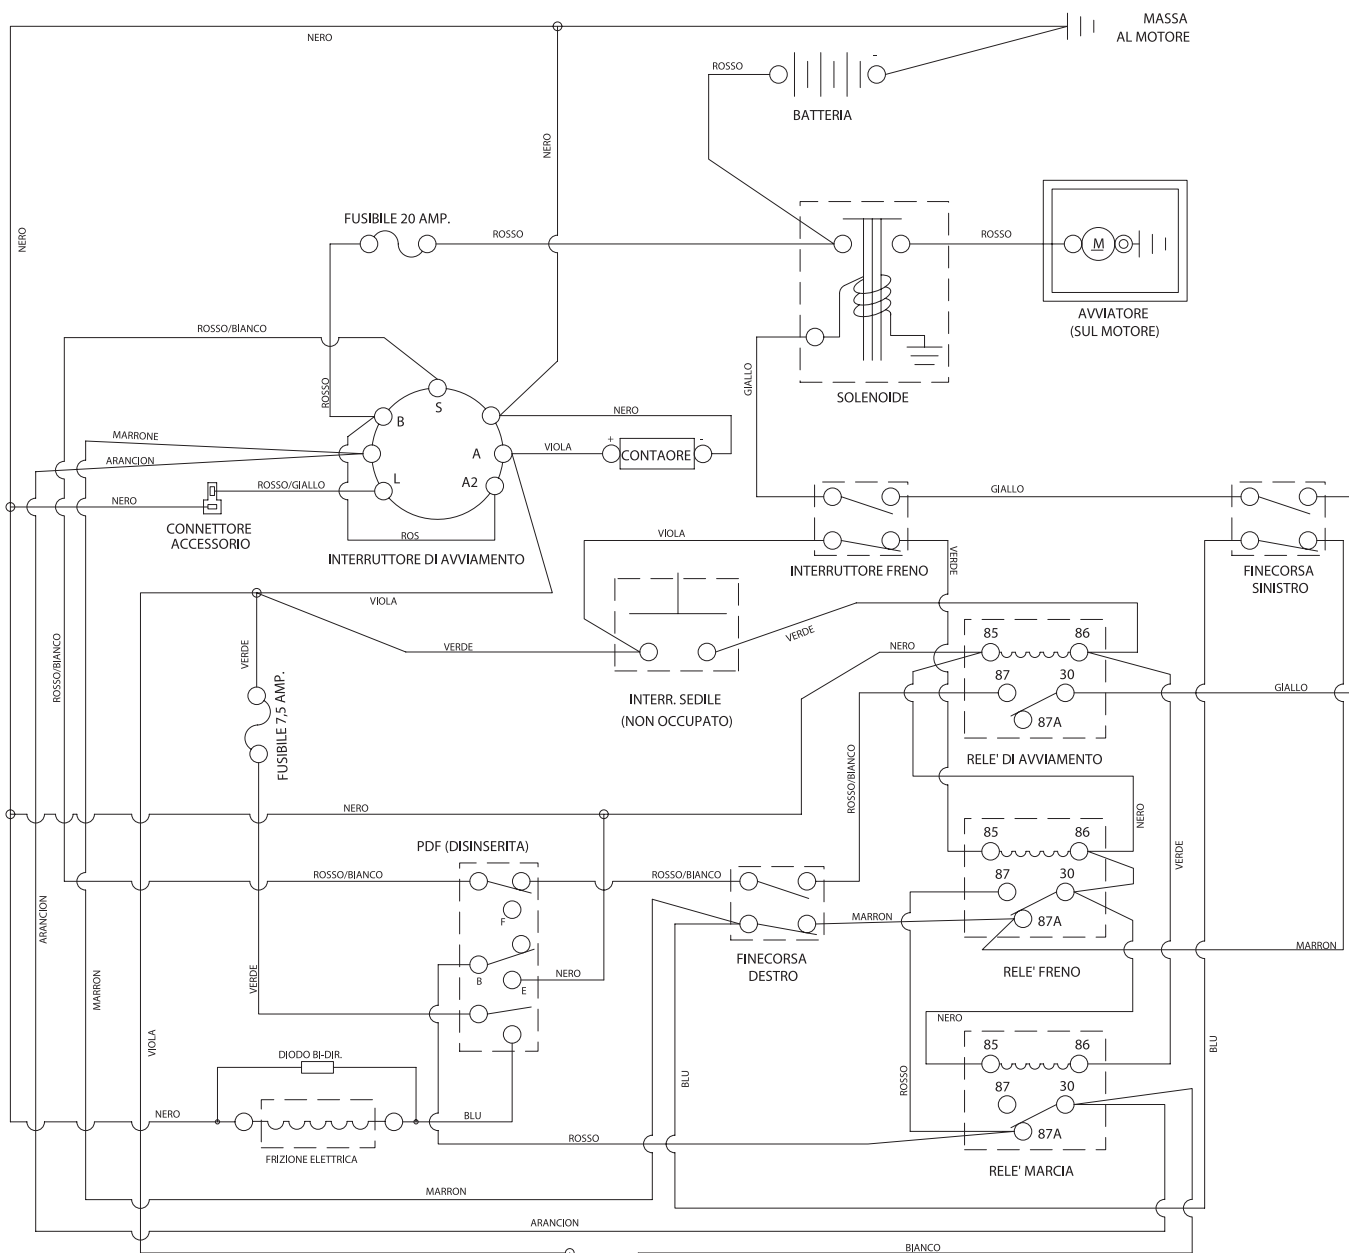 MASSA
AL MOTORE
NERO
ROSSO
-
BATTERIA
NERO
NERO
FUSIBILE 20 AMP.
ROSSO
ROSSO
M
AVVIATORE
(SUL MOTORE)
ROSSO/BIANCO
GIALLO
SOLENOIDE
ROSSO
S
B
NERO
MARRONE
A
VIOLA
+
-
CONTAORE
ARANCION
L
A2
ROSSO/GIALLO
NERO
GIALLO
CONNETTORE
ACCESSORIO
ROS
INTERRUTTORE DI AVVIAMENTO
VIOLA
VERDE
INTERRUTTORE FRENO
FINECORSA
SINISTRO
VIOLA
ROSSO/BIANCO
VERDE
VERDE
VERDE
NERO
85
86
87
30
87A
GIALLO
INTERR. SEDILE
(NON OCCUPATO)
FUSIBILE 7,5 AMP.
RELE' DI AVVIAMENTO
ROSSO/BIANCO
NERO
NERO
VERDE
PDF (DISINSERITA)
85
86
87
30
87A
ROSSO/BIANCO
ROSSO/BIANCO
F
MARRON
MARRON
ARANCION
MARRON
VERDE
FINECORSA
DESTRO
RELE' FRENO
B
E
NERO
VIOLA
NERO
BLU
85
86
87
30
87A
DIODO BI-DIR.
BLU
ROSSO
NERO
BLU
FRIZIONE ELETTRICA
ROSSO
RELE' MARCIA
MARRON
ARANCION
BIANCO